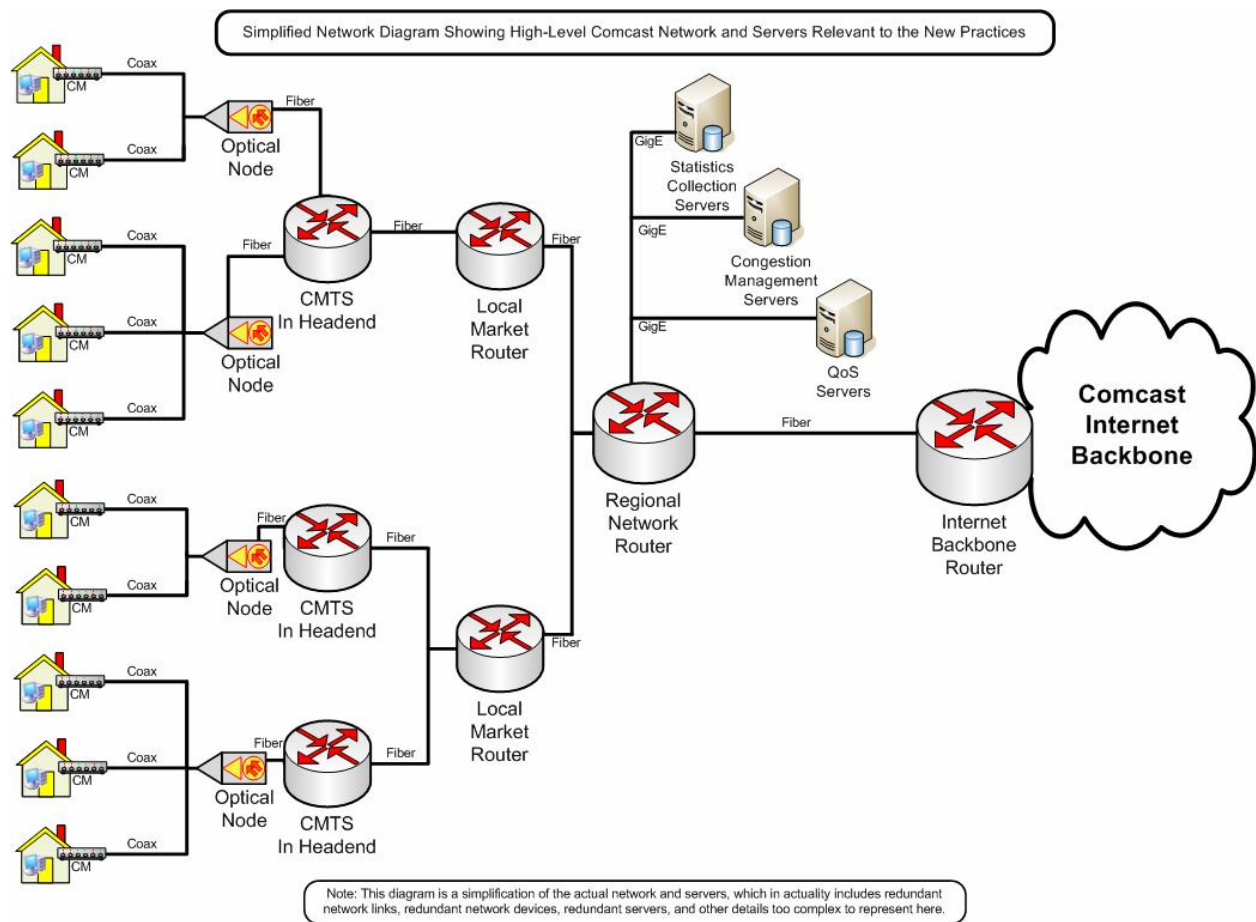 Simplified Network Diagram Showing High-Level Comcast Network and Servers Relevant to the New Practices
Coax
CM
Coax
CM
Fiber
Optical
Node
Coax
CM
Coax
CM
Coax
CM
Fiber
Optical
Node
CMTS
In Headend
Fiber
Local
Market
Router
Fiber
GigE
Statistics
Collection
Servers
GigE
Congestion
Management
Servers
GigE
QoS
Servers
Coax
CM
Coax
CM
Fiber
Optical
Node
CMTS
In Headend
Fiber
Coax
CM
Coax
CM
Coax
CM
Fiber
Optical
Node
CMTS
In Headend
Fiber
Local
Market
Router
Fiber
Regional
Network
Router
Fiber
Internet
Backbone
Router
Comcast
Internet
Backbone
Note: This diagram is a simplification of the actual network and servers, which in actuality includes redundant
network links, redundant network devices, redundant servers, and other details too complex to represent here.